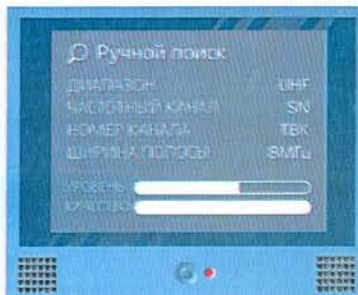 Ручной поиск
ДИАПАЗОН UHF
ЧАСТОТНЫЙ КАНАЛ SN
НОМЕР КАНАЛА ТВК
ШИРИНА ПОЛОСЫ 8МГц
УРОВЕНЬ
КАЧЕСТВО